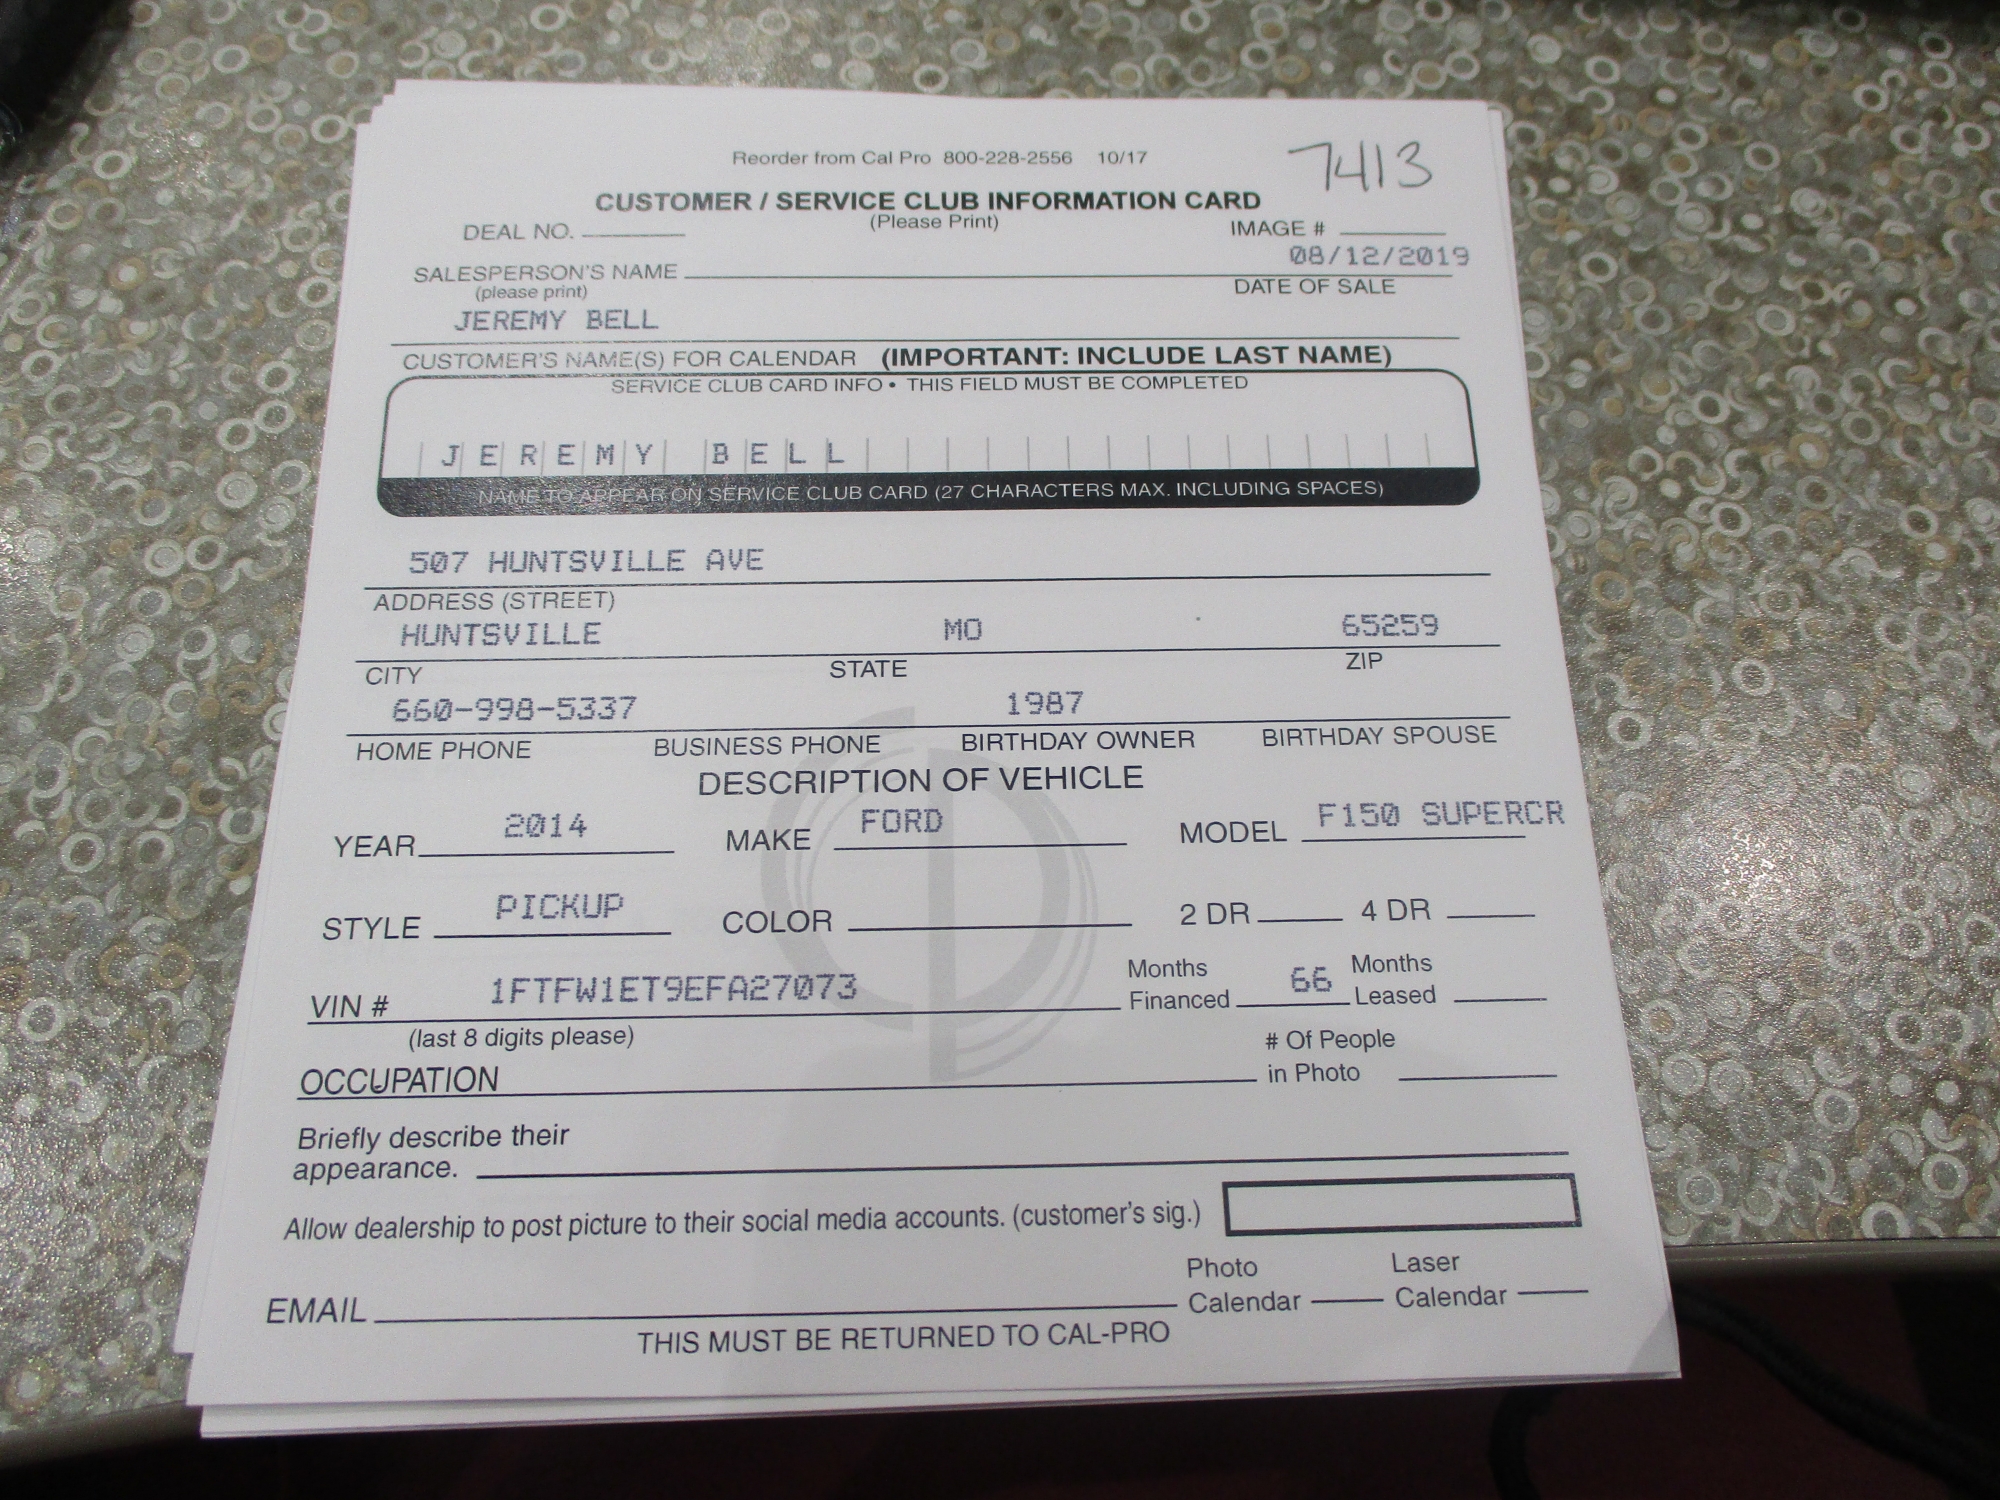 Reorder from Cal Pro 800-228-2556 10/17
7413
CUSTOMER / SERVICE CLUB INFORMATION CARD
(Please Print)
DEAL NO. IMAGE #
08/12/2019
SALESPERSON'S NAME
(please print) DATE OF SALE
JEREMY BELL
CUSTOMER'S NAME(S) FOR CALENDAR (IMPORTANT: INCLUDE LAST NAME)
SERVICE CLUB CARD INFO • THIS FIELD MUST BE COMPLETED
JEREMY BELL
NAME TO APPEAR ON SERVICE CLUB CARD (27 CHARACTERS MAX. INCLUDING SPACES)
507 HUNTSVILLE AVE
ADDRESS (STREET)
HUNTSVILLE MO 65259
CITY STATE ZIP
660-998-5337 1987
HOME PHONE BUSINESS PHONE BIRTHDAY OWNER BIRTHDAY SPOUSE
DESCRIPTION OF VEHICLE
YEAR 2014 MAKE FORD MODEL F150 SUPERCR
STYLE PICKUP COLOR 2 DR 4 DR
VIN # 1FTFW1ET9EFA27073 Months Financed 66 Months Leased
(last 8 digits please)
OCCUPATION # Of People in Photo
Briefly describe their
appearance.
Allow dealership to post picture to their social media accounts. (customer's sig.)
EMAIL Photo Calendar Laser Calendar
THIS MUST BE RETURNED TO CAL-PRO